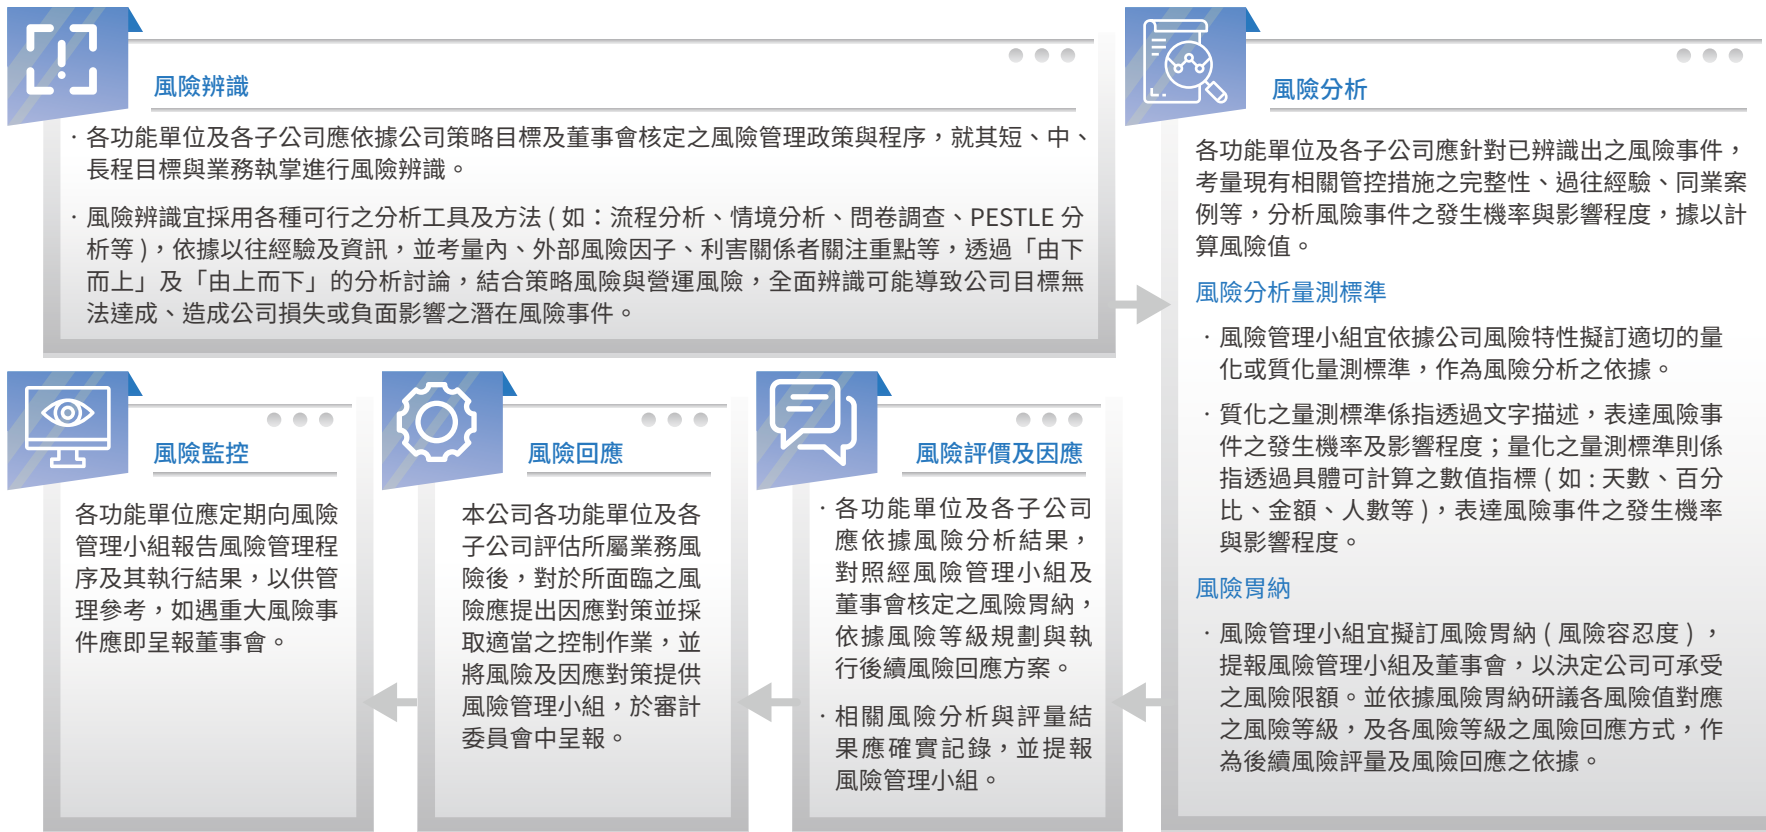 風險辨識
· 各功能單位及各子公司應依據公司策略目標及董事會核定之風險管理政策與程序，就其短、中、
長程目標與業務執掌進行風險辨識。
· 風險辨識宜採用各種可行之分析工具及方法 ( 如：流程分析、情境分析、問卷調查、PESTLE 分
析等 )，依據以往經驗及資訊，並考量內、外部風險因子、利害關係者關注重點等，透過「由下
而上」及「由上而下」的分析討論，結合策略風險與營運風險，全面辨識可能導致公司目標無
法達成、造成公司損失或負面影響之潛在風險事件。
風險分析
各功能單位及各子公司應針對已辨識出之風險事件，
考量現有相關管控措施之完整性、過往經驗、同業案
例等，分析風險事件之發生機率與影響程度，據以計
算風險值。
風險分析量測標準
· 風險管理小組宜依據公司風險特性擬訂適切的量
化或質化量測標準，作為風險分析之依據。
· 質化之量測標準係指透過文字描述，表達風險事
件之發生機率及影響程度；量化之量測標準則係
指透過具體可計算之數值指標 ( 如 : 天數、百分
比、金額、人數等 )，表達風險事件之發生機率
與影響程度。
風險胃納
· 風險管理小組宜擬訂風險胃納 ( 風險容忍度 ) ，
提報風險管理小組及董事會，以決定公司可承受
之風險限額。並依據風險胃納研議各風險值對應
之風險等級，及各風險等級之風險回應方式，作
為後續風險評量及風險回應之依據。
風險評價及因應
· 各功能單位及各子公司
應依據風險分析結果，
對照經風險管理小組及
董事會核定之風險胃納，
依據風險等級規劃與執
行後續風險回應方案。
· 相關風險分析與評量結
果應確實記錄，並提報
風險管理小組。
風險回應
本公司各功能單位及各
子公司評估所屬業務風
險後，對於所面臨之風
險應提出因應對策並採
取適當之控制作業，並
將風險及因應對策提供
風險管理小組，於審計
委員會中呈報。
風險監控
各功能單位應定期向風險
管理小組報告風險管理程
序及其執行結果，以供管
理參考，如遇重大風險事
件應即呈報董事會。